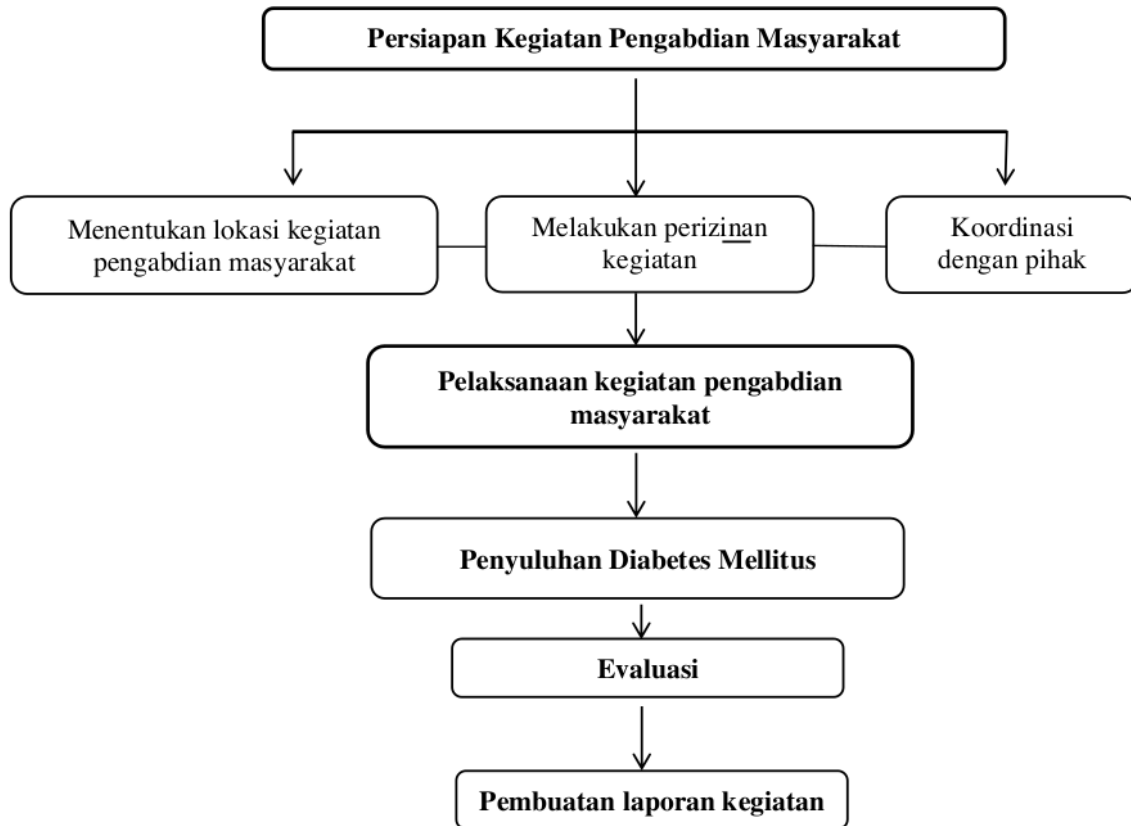 Persiapan Kegiatan Pengabdian Masyarakat
Menentukan lokasi kegiatan
pengabdian masyarakat
Melakukan perizinan
kegiatan
Koordinasi
dengan pihak
Pelaksanaan kegiatan pengabdian
masyarakat
Penyuluhan Diabetes Mellitus
Evaluasi
Pembuatan laporan kegiatan